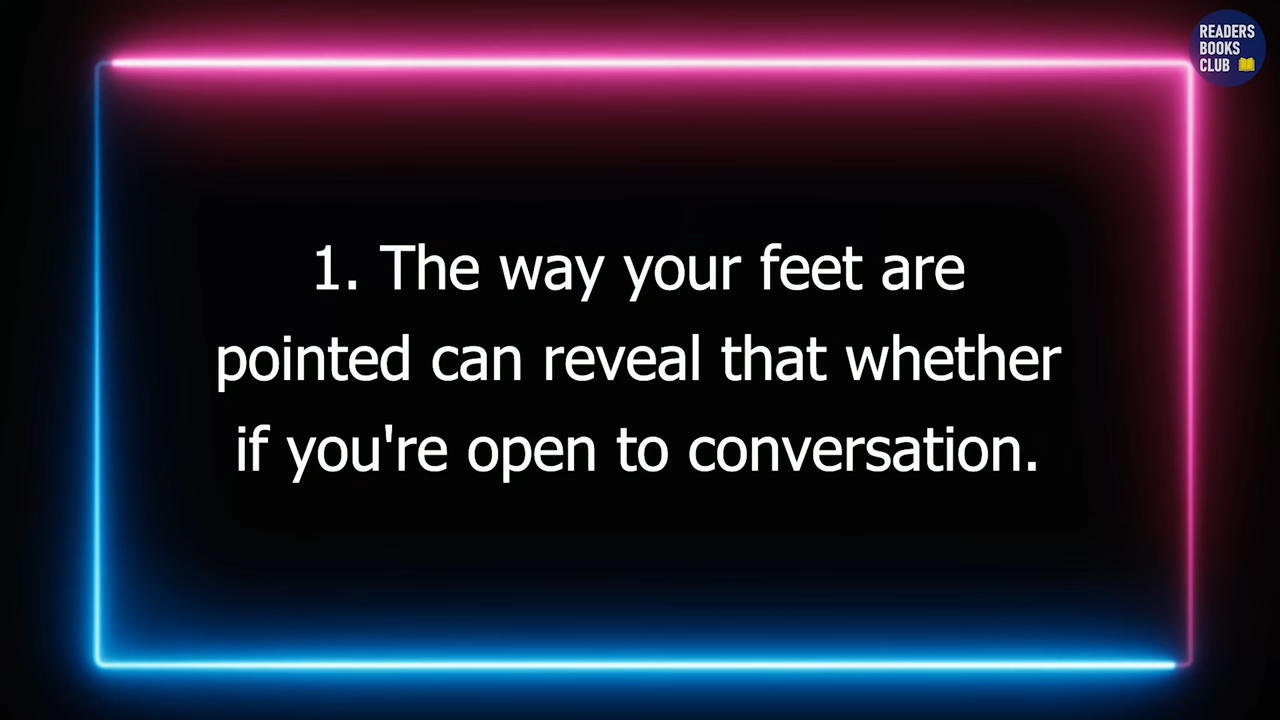 READERS
BOOKS
CLUB
1. The way your feet are
pointed can reveal that whether
if you're open to conversation.